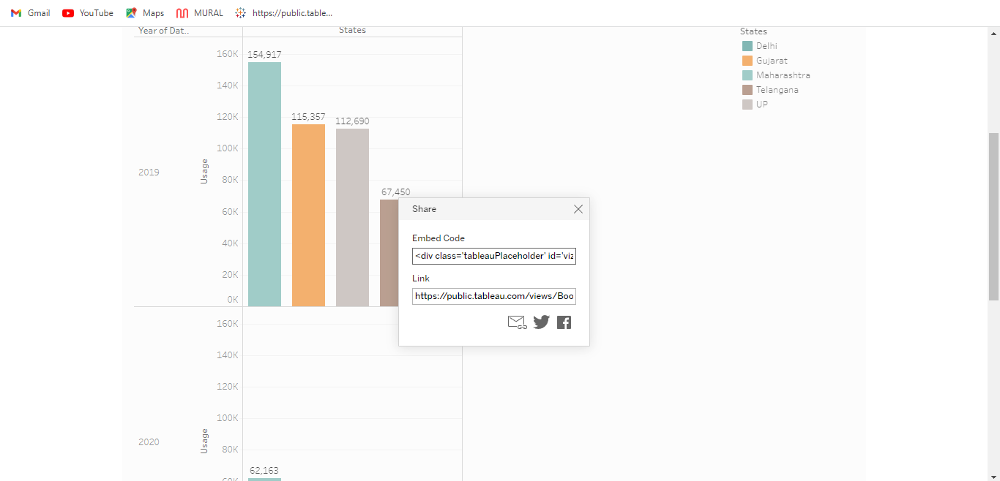 Gmail YouTube Maps MURAL https://public.table...
Year of Dat.. States
States
Delhi
Gujarat
Maharashtra
Telangana
UP
160K
140K
120K
100K
80K
60K
40K
20K
0K
154,917
115,357
112,690
67,450
2019
Usage
Share
Embed Code
<div class='tableauPlaceholder' id='viz
Link
https://public.tableau.com/views/Boo
160K
140K
120K
100K
80K
60K
2020
Usage
62,163